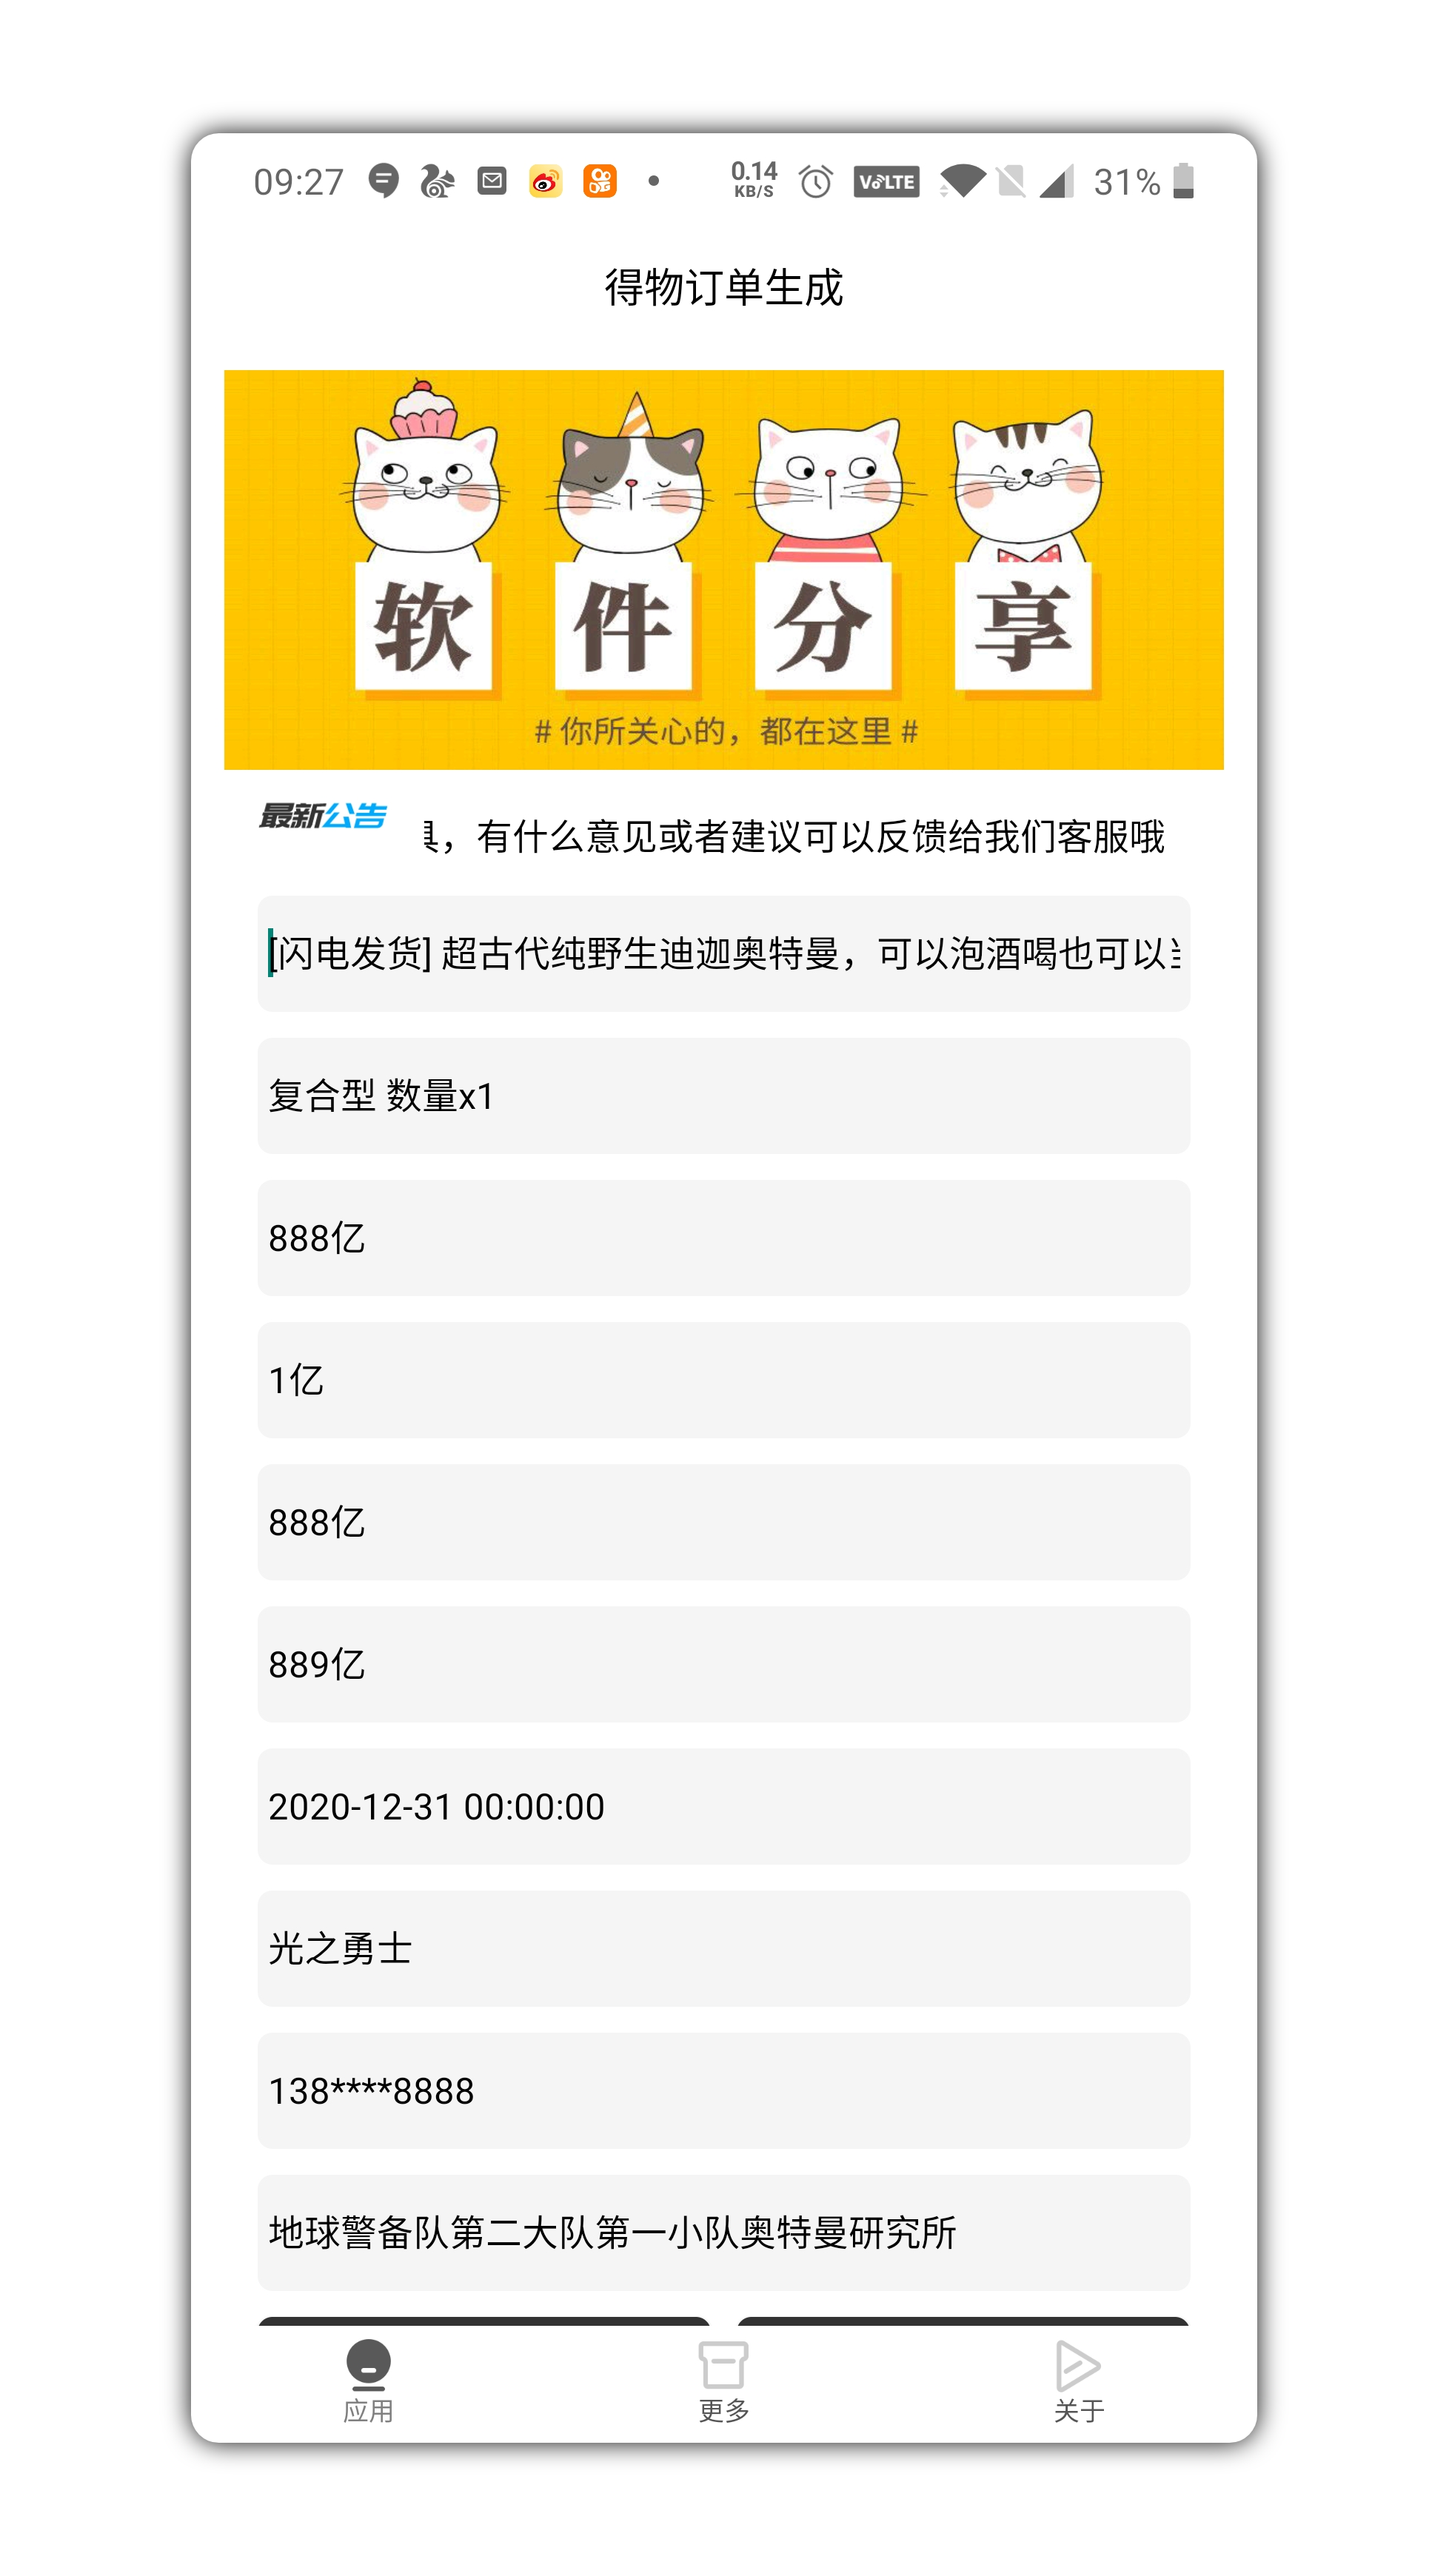 09:27
0.14
KB/S
VoLTE
31%
得物订单生成
软件分享
# 你所关心的，都在这里 #
最新公告
，有什么意见或者建议可以反馈给我们客服哦
[闪电发货] 超古代纯野生迪迦奥特曼，可以泡酒喝也可以
复合型 数量x1
888亿
1亿
888亿
889亿
2020-12-31 00:00:00
光之勇士
138****8888
地球警备队第二大队第一小队奥特曼研究所
应用
更多
关于